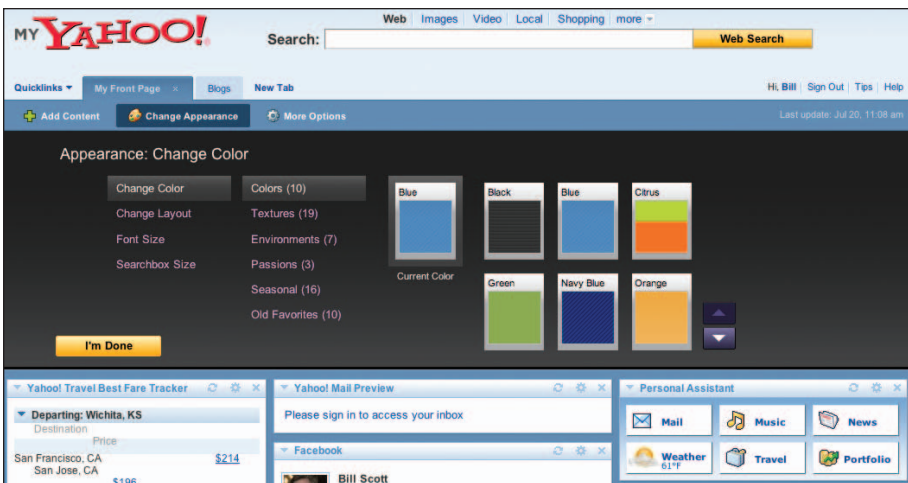 MY YAHOO!
Web Images Video Local Shopping more
Search: Web Search
Quicklinks My Front Page × Blogs New Tab Hi, Bill Sign Out Tips Help
Add Content Change Appearance More Options Last update: Jul 20, 11:08 am
Appearance: Change Color
Change Color
Change Layout
Font Size
Searchbox Size
Colors (10)
Textures (19)
Environments (7)
Passions (3)
Seasonal (16)
Old Favorites (10)
Blue
Current Color
Black Blue Citrus
Green Navy Blue Orange
I'm Done
Yahoo! Travel Best Fare Tracker
Departing: Wichita, KS
Destination
Price
San Francisco, CA $214
San Jose, CA
$196
Yahoo! Mail Preview
Please sign in to access your inbox
Facebook
Bill Scott
Personal Assistant
Mail Music News
Weather Travel Portfolio
61°F